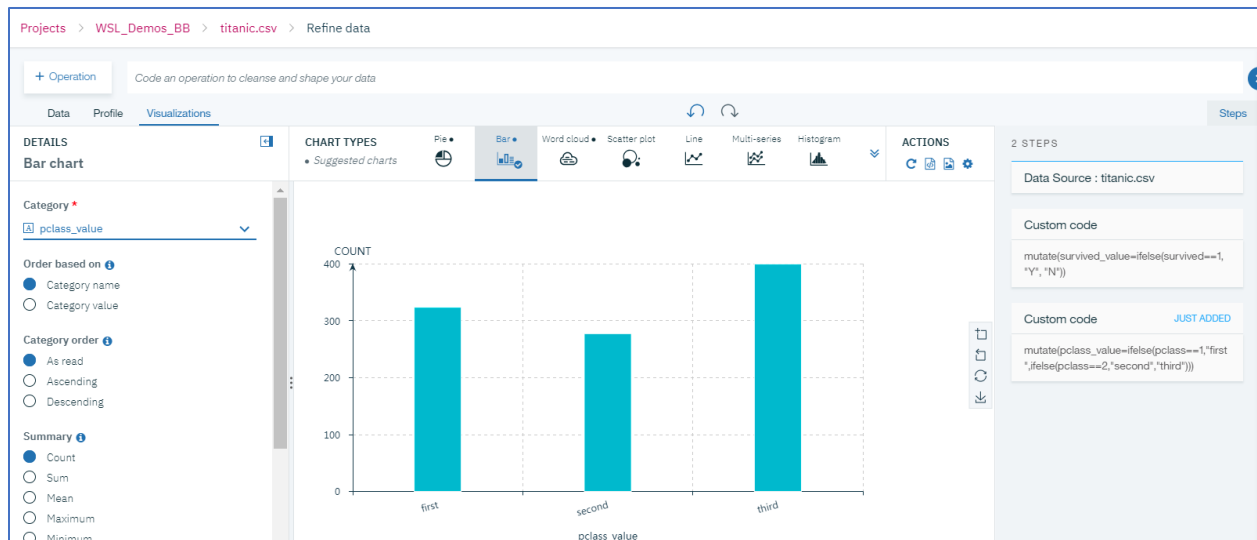 Projects > WSL_Demos_BB > titanic.csv > Refine data
+ Operation
Code an operation to cleanse and shape your data
Data Profile Visualizations
Steps
DETAILS
Bar chart
Category *
pclass_value
Order based on
Category name
Category value
Category order
As read
Ascending
Descending
Summary
Count
Sum
Mean
Maximum
Minimum
CHART TYPES
• Suggested charts
Pie • Bar • Word cloud • Scatter plot Line Multi-series Histogram
ACTIONS
COUNT
400
300
200
100
0
first second third
pclass_value
2 STEPS
Data Source : titanic.csv
Custom code
mutate(survived_value=ifelse(survived==1,
"Y", "N"))
Custom code JUST ADDED
mutate(pclass_value=ifelse(pclass==1,"first
",ifelse(pclass==2,"second","third")))